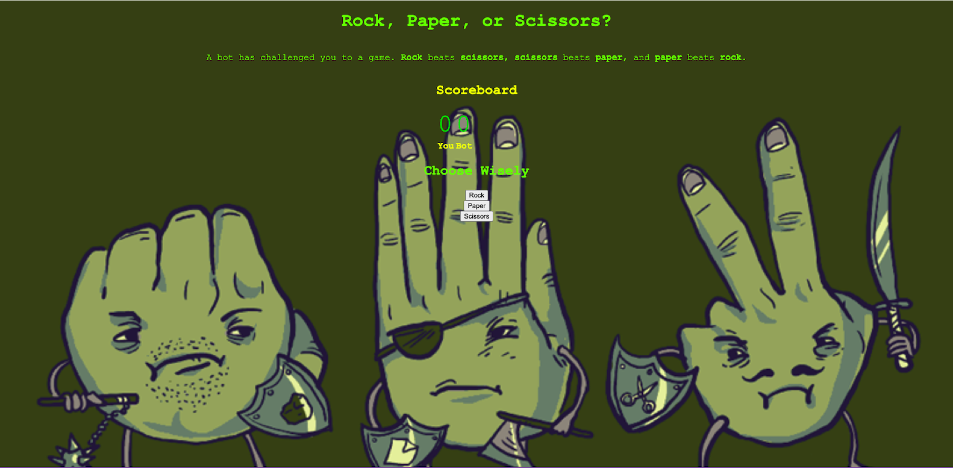 Rock, Paper, or Scissors?
A bot has challenged you to a game. Rock beats scissors, scissors beats paper, and paper beats rock.
Scoreboard
0 0
You Bot
Choose Wisely
Rock
Paper
Scissors